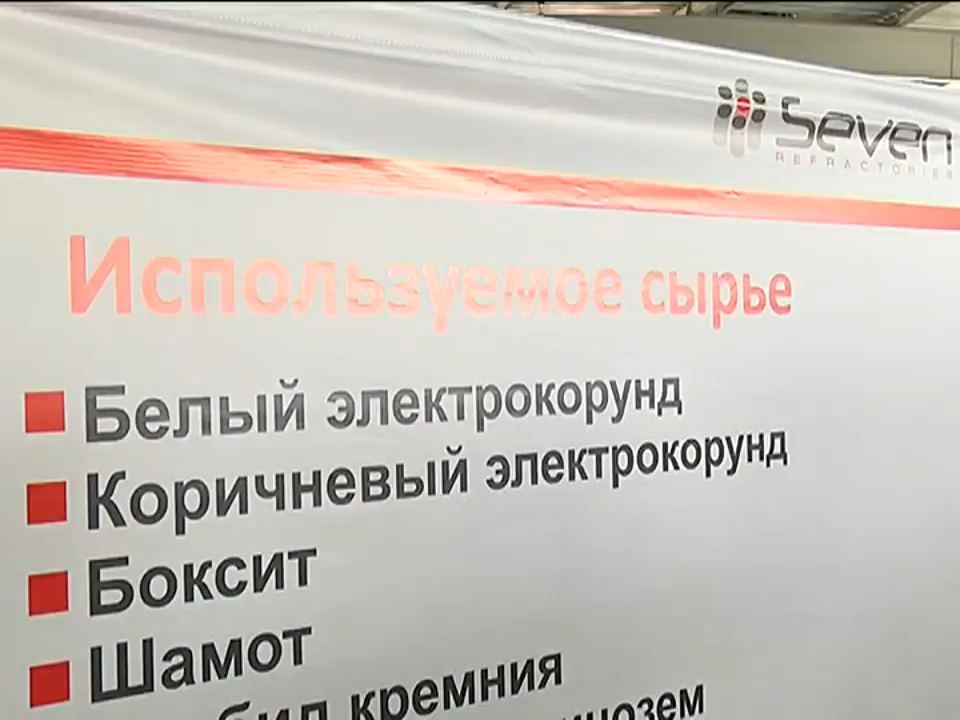 Seven
REFRACTORIES
Используемое сырье
Белый электрокорунд
Коричневый электрокорунд
Боксит
Шамот
кремния